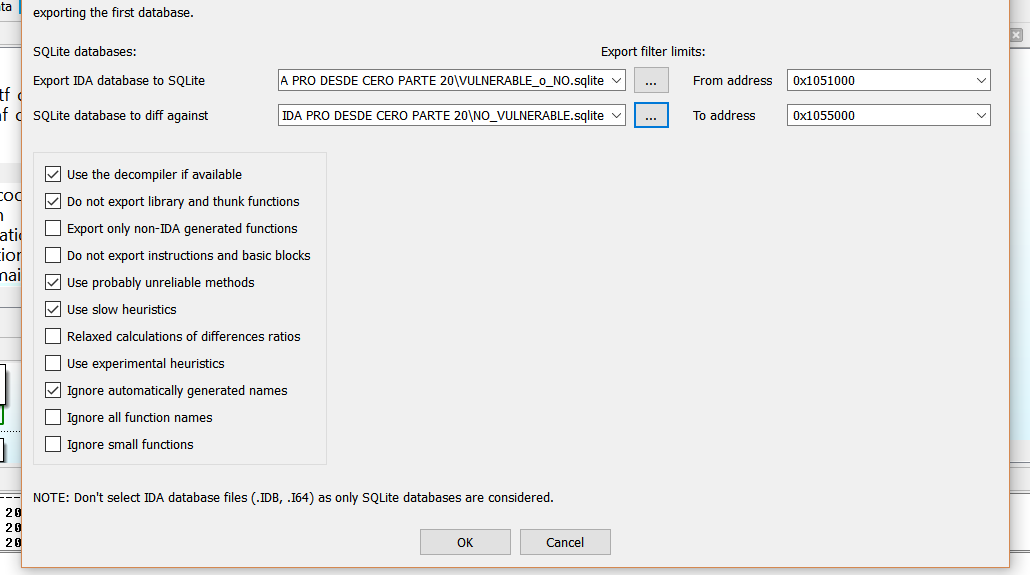 ta
exporting the first database.
SQLite databases:
Export filter limits:
Export IDA database to SQLite
A PRO DESDE CERO PARTE 20\VULNERABLE_o_NO.sqlite
...
From address
0x1051000
SQLite database to diff against
IDA PRO DESDE CERO PARTE 20\NO_VULNERABLE.sqlite
...
To address
0x1055000
Use the decompiler if available
Do not export library and thunk functions
Export only non-IDA generated functions
Do not export instructions and basic blocks
Use probably unreliable methods
Use slow heuristics
Relaxed calculations of differences ratios
Use experimental heuristics
Ignore automatically generated names
Ignore all function names
Ignore small functions
NOTE: Don't select IDA database files (.IDB, .I64) as only SQLite databases are considered.
20
20
20
OK
Cancel